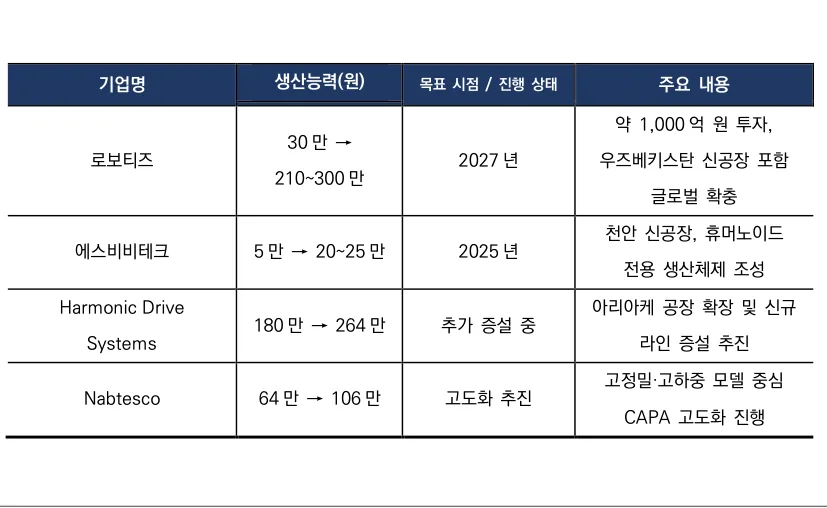 기업명 생산능력(원) 목표 시점 / 진행 상태 주요 내용
로보티즈
30만 →
210~300만
2027년
약 1,000억 원 투자,
우즈베키스탄 신공장 포함
글로벌 확충
에스비비테크
5만 → 20~25만
2025년
천안 신공장, 휴머노이드
전용 생산체제 조성
Harmonic Drive
Systems
180만 → 264만
추가 증설 중
아리아케 공장 확장 및 신규
라인 증설 추진
Nabtesco
64만 → 106만
고도화 추진
고정밀·고하중 모델 중심
CAPA 고도화 진행